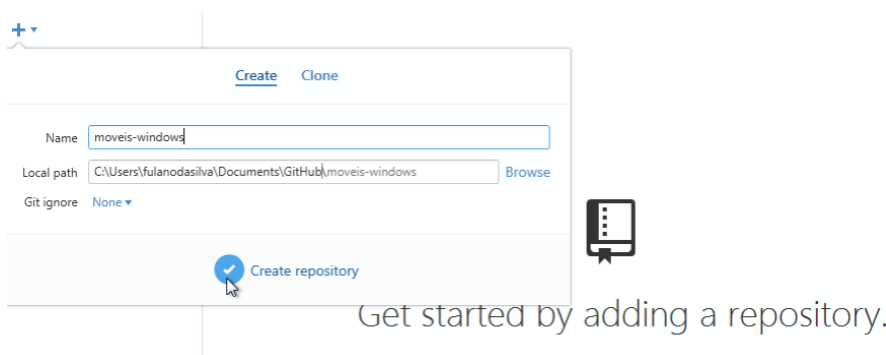 Create Clone
Name moveis-windows
Local path C:\Users\fulanodasilva\Documents\GitHub\moveis-windows Browse
Git ignore None
Create repository
Get started by adding a repository.